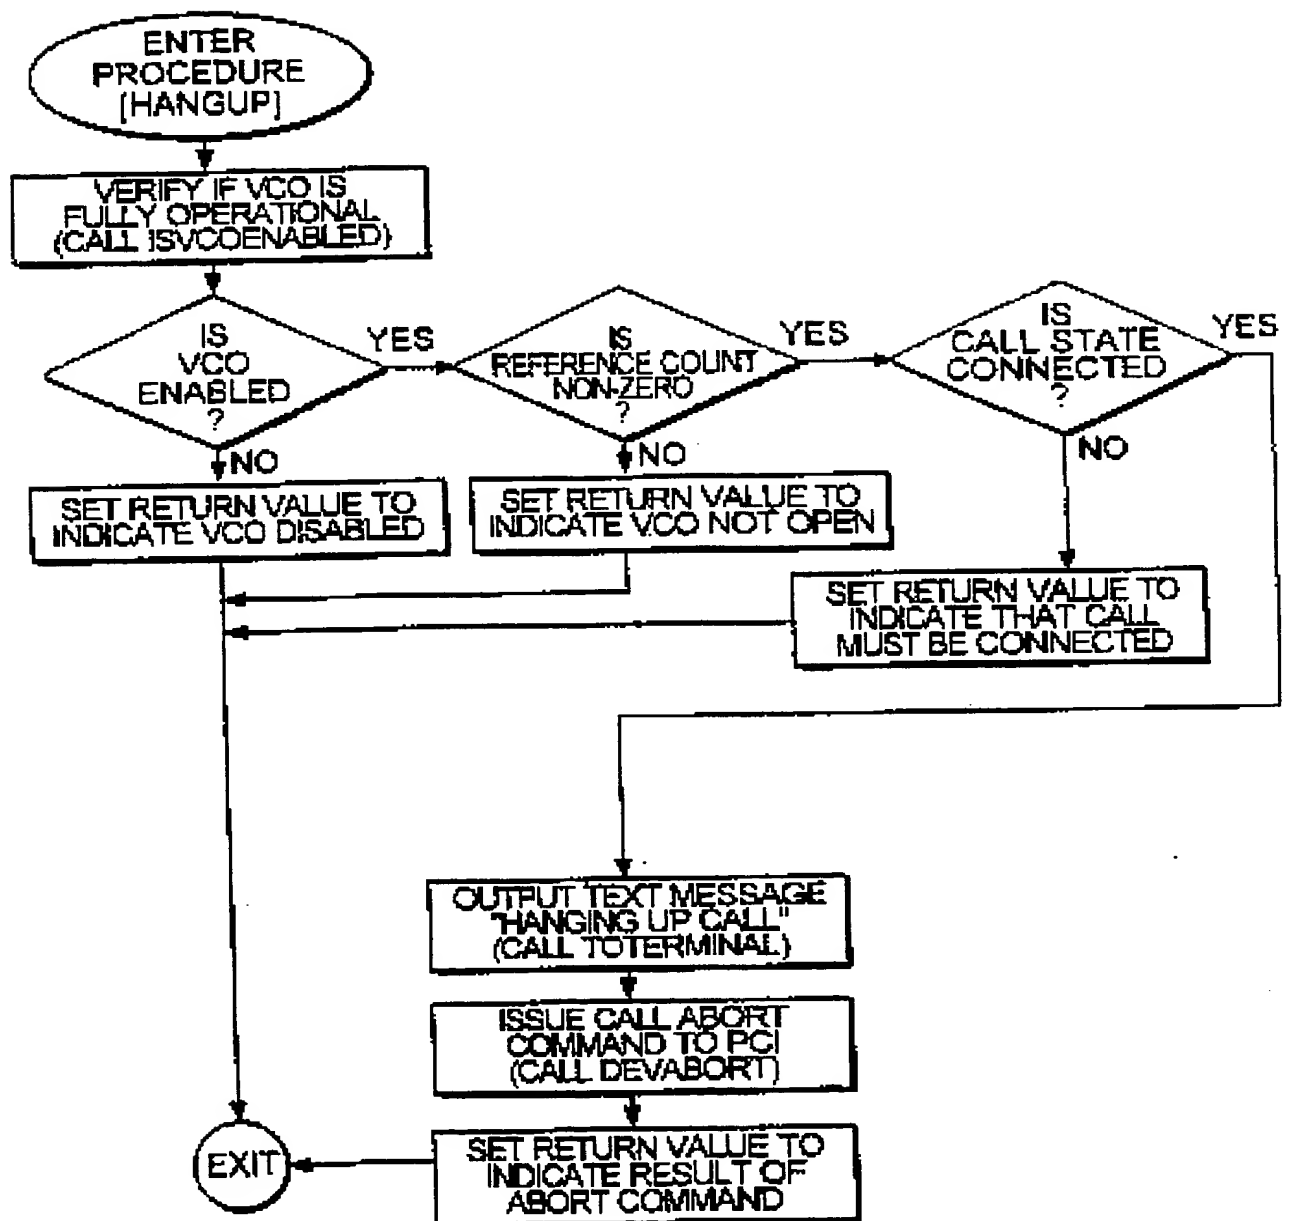 ENTER
PROCEDURE
[HANGUP]
VERIFY IF VCO IS
FULLY OPERATIONAL
(CALL ISVCOENABLED)
IS
VCO
ENABLED
?
YES
IS
REFERENCE COUNT
NON-ZERO
?
YES
IS
CALL STATE
CONNECTED
?
YES
NO
NO
NO
SET RETURN VALUE TO
INDICATE VCO DISABLED
SET RETURN VALUE TO
INDICATE VCO NOT OPEN
SET RETURN VALUE TO
INDICATE THAT CALL
MUST BE CONNECTED
OUTPUT TEXT MESSAGE
"HANGING UP CALL"
(CALL TOTERMINAL)
ISSUE CALL ABORT
COMMAND TO PCI
(CALL DEVABORT)
SET RETURN VALUE TO
INDICATE RESULT OF
ABORT COMMAND
EXIT